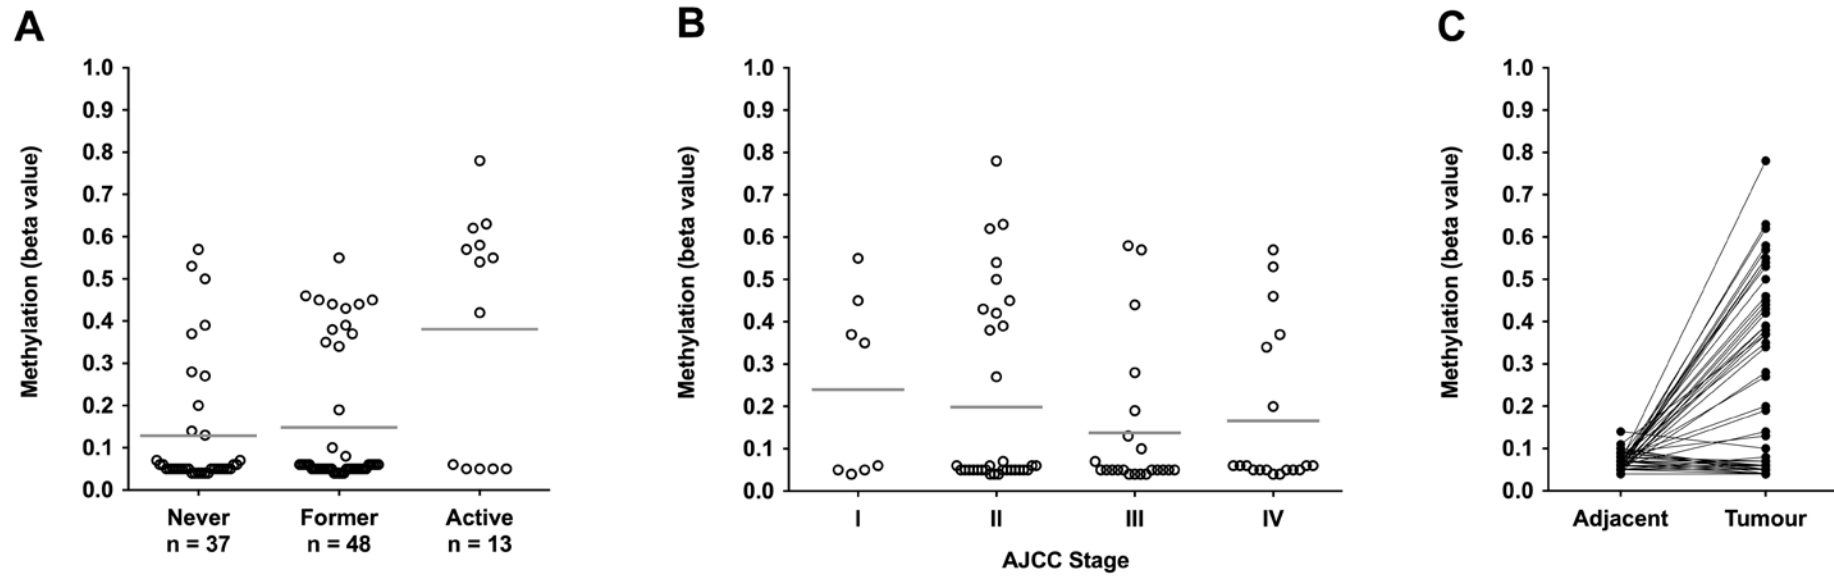 A
Methylation (beta value)
1.0
0.9
0.8
0.7
0.6
0.5
0.4
0.3
0.2
0.1
0.0
Never
n = 37
Former
n = 48
Active
n = 13
B
Methylation (beta value)
1.0
0.9
0.8
0.7
0.6
0.5
0.4
0.3
0.2
0.1
0.0
I
II
III
IV
AJCC Stage
C
Methylation (beta value)
1.0
0.9
0.8
0.7
0.6
0.5
0.4
0.3
0.2
0.1
0.0
Adjacent
Tumour